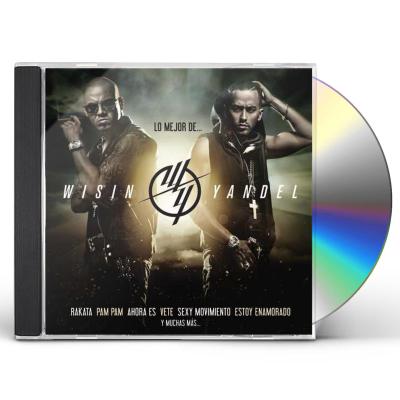 LO MEJOR DE...
WISIN YANDEL
RAKATA PAM PAM AHORA ES VETE SEXY MOVIMIENTO ESTOY ENAMORADO
Y MUCHAS MÁS...